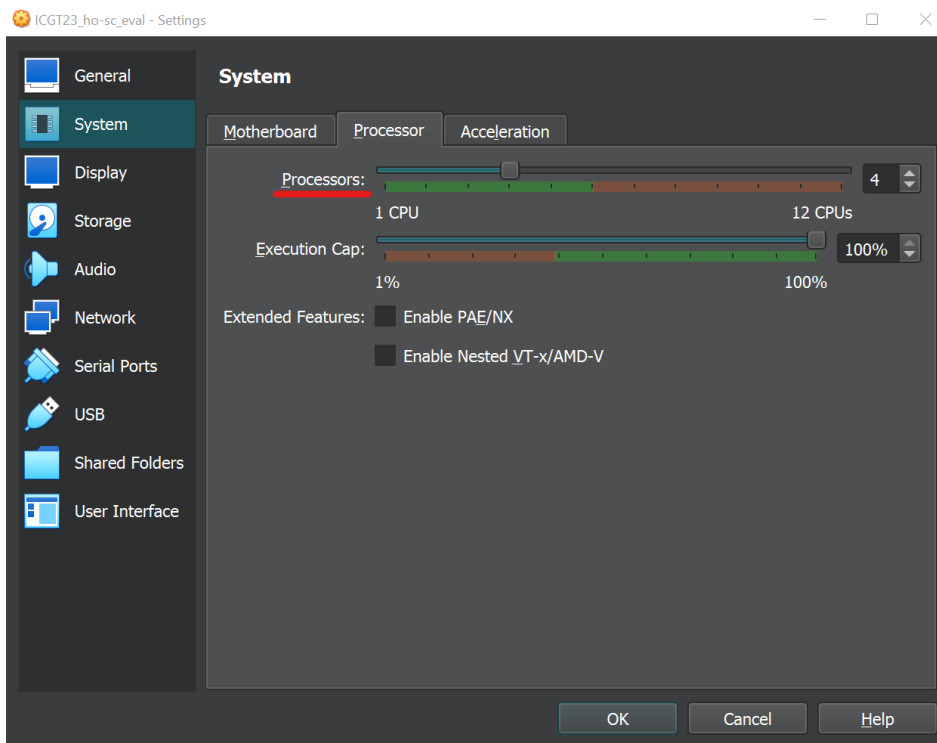 ICGT23_ho-sc_eval - Settings
General
System
Display
Storage
Audio
Network
Serial Ports
USB
Shared Folders
User Interface
System
Motherboard Processor Acceleration
Processors: 4
1 CPU 12 CPUs
Execution Cap: 100%
1% 100%
Extended Features: Enable PAE/NX
Enable Nested VT-x/AMD-V
OK Cancel Help